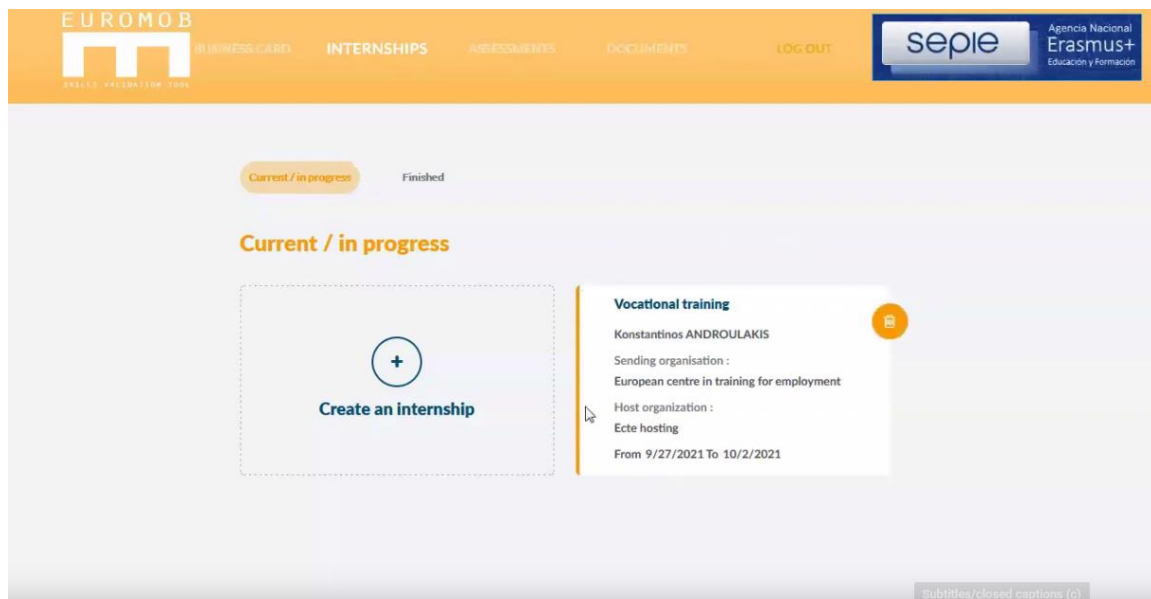 EUROMOB
SKILLS VALIDATION TOOL
BUSINESS CARD INTERNSHIPS ASSESSMENTS DOCUMENTS LOG OUT
sepie
Agencia Nacional
Erasmus+
Educación y Formación
Current / in progress Finished
Current / in progress
+
Create an internship
Vocational training
Konstantinos ANDROULAKIS
Sending organisation :
European centre in training for employment
Host organization :
Ecte hosting
From 9/27/2021 To 10/2/2021
Subtitles/closed captions (c)